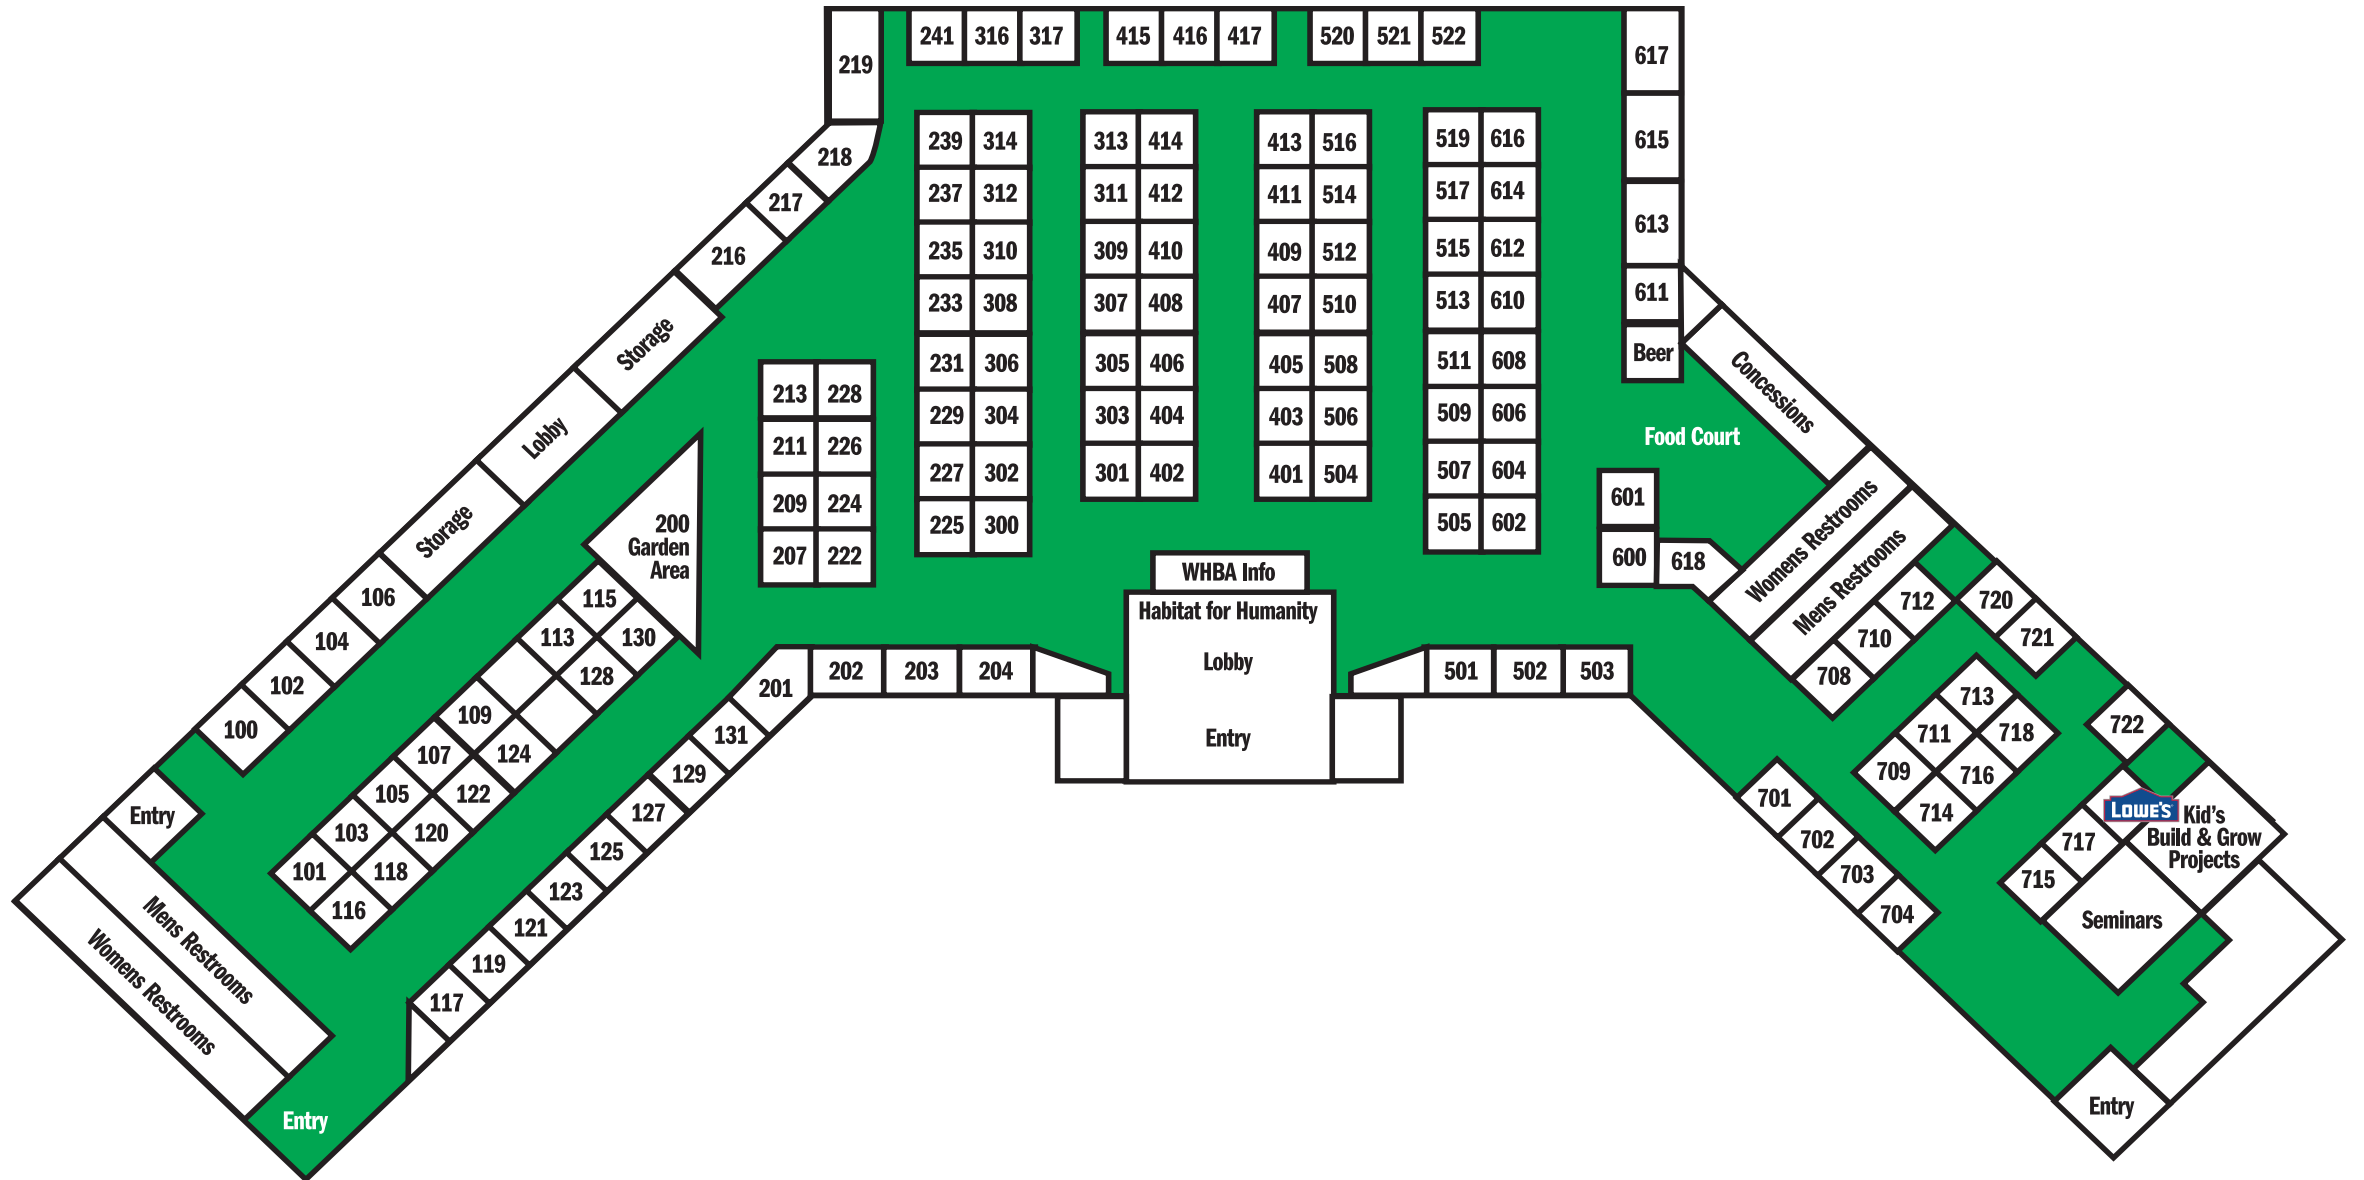 241 316 317 415 416 417 520 521 522
617
219
239 314 313 414 413 516 519 616
615
218
237 312 311 412 411 514 517 614
217
613
235 310 309 410 409 512 515 612
216
611
233 308 307 408 407 510 513 610
Storage
Beer
231 306 305 406 405 508 511 608
Concessions
213 228
229 304 303 404 403 506 509 606
Lobby
Food Court
211 226
227 302 301 402 401 504 507 604
601
209 224
225 300
505 602
Storage
200
Garden
Area
207 222
600
618
Womens Restrooms
Mens Restrooms
WHBA Info
Habitat for Humanity
Lobby
Entry
106
104
102
100
115
113
130
128
109
107
124
105
122
103
120
101
118
116
202 203 204
201
131
129
127
125
123
121
119
117
501 502 503
712
710
708
720
721
713
711
718
709
716
714
722
701
702
703
704
LOWE'S
Kid's
Build & Grow
Projects
717
715
Seminars
Entry
Mens Restrooms
Womens Restrooms
Entry
Entry